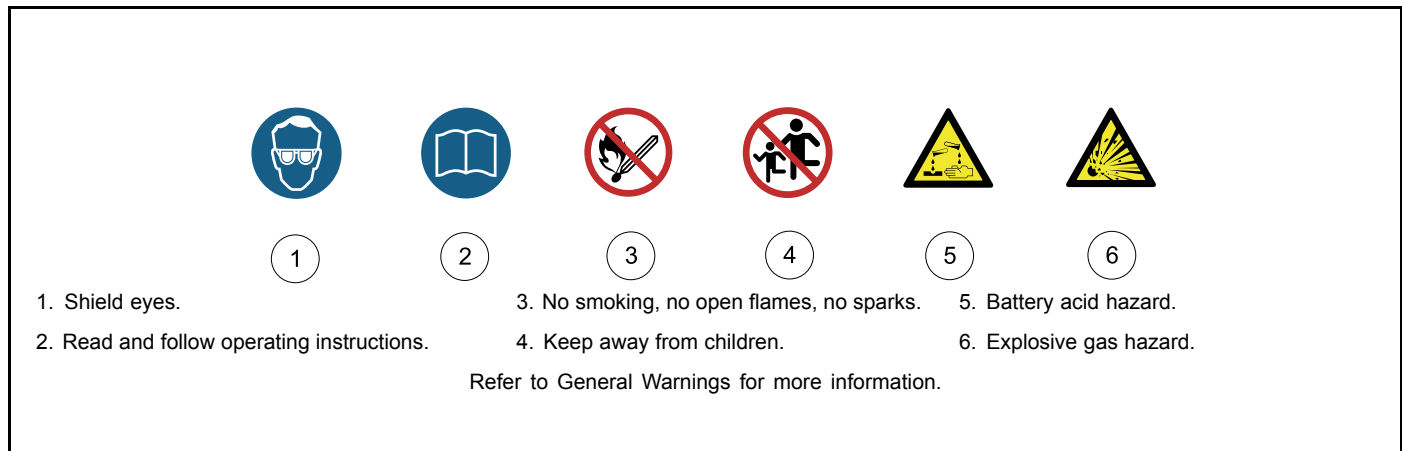 1 2 3 4 5 6
1. Shield eyes. 3. No smoking, no open flames, no sparks. 5. Battery acid hazard.
2. Read and follow operating instructions. 4. Keep away from children. 6. Explosive gas hazard.
Refer to General Warnings for more information.